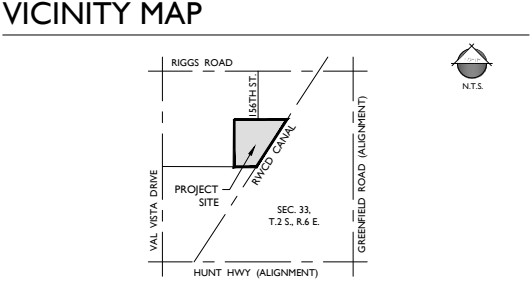 VICINITY MAP
RIGGS ROAD
156TH ST.
N.T.S.
RWCD CANAL
GREENFIELD ROAD (ALIGNMENT)
VAL VISTA DRIVE
PROJECT
SITE
SEC. 33,
T.2 S., R.6 E.
HUNT HWY (ALIGNMENT)